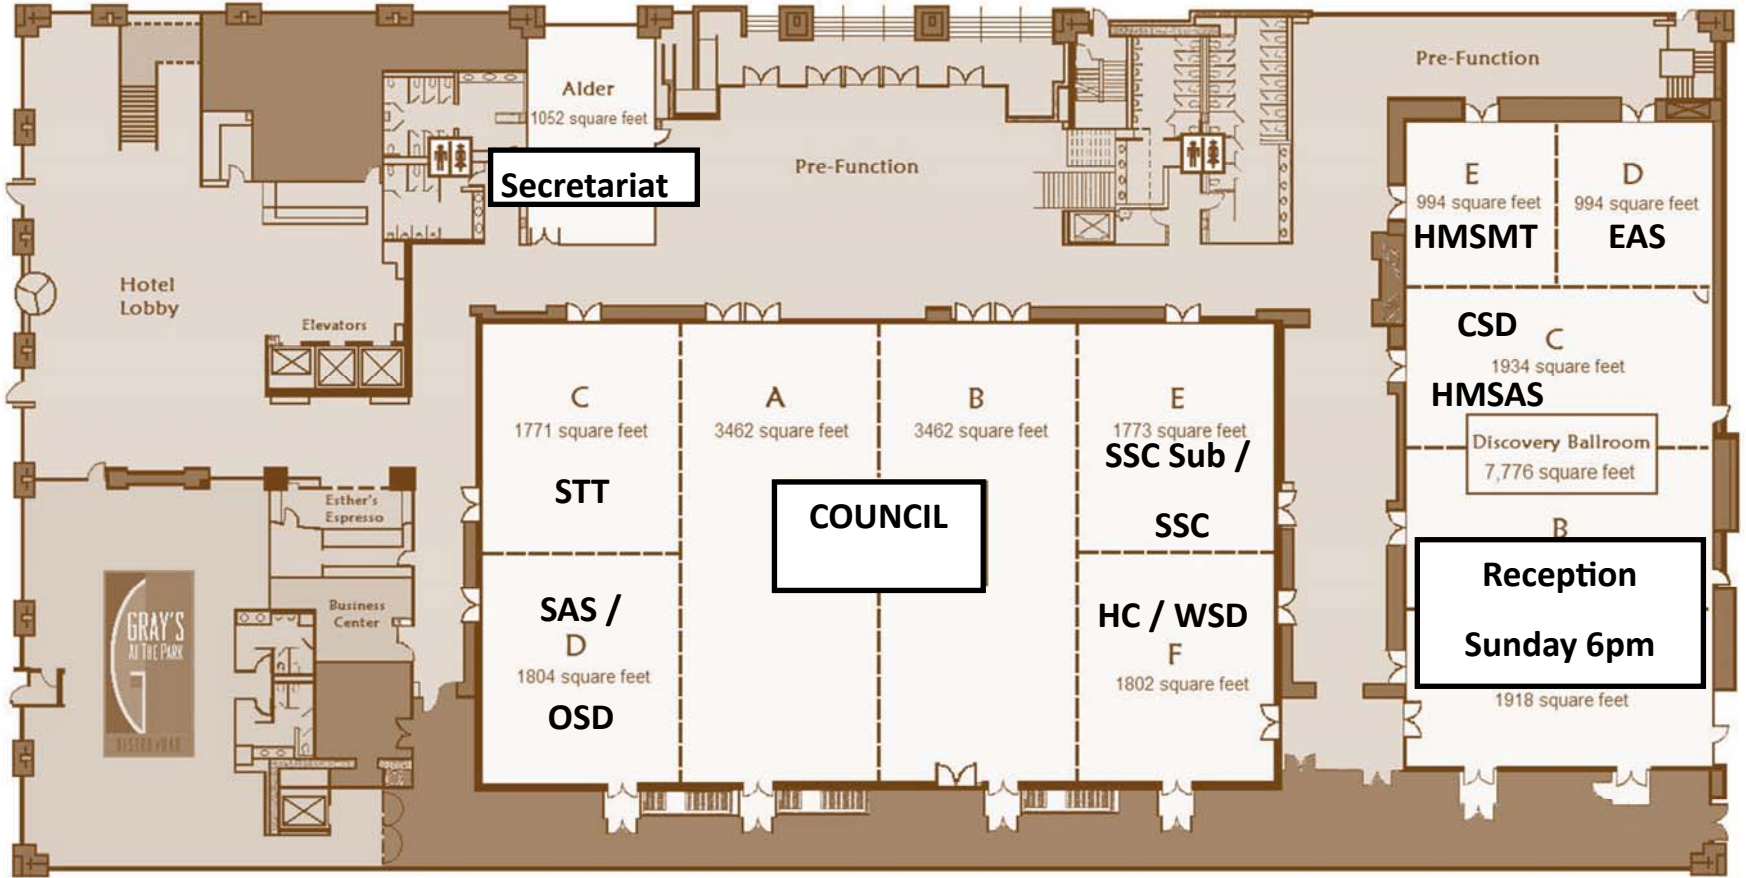 Alder
1052 square feet
Secretariat
Pre-Function
Pre-Function
E
994 square feet
HMSMT
D
994 square feet
EAS
Hotel
Lobby
Elevators
CSD
C
1934 square feet
HMSAS
Discovery Ballroom
7,776 square feet
B
Reception
Sunday 6pm
1918 square feet
C
1771 square feet
STT
A
3462 square feet
B
3462 square feet
COUNCIL
E
1773 square feet
SSC Sub /
SSC
SAS /
D
1804 square feet
OSD
HC / WSD
F
1802 square feet
Esther's
Espresso
Business
Center
GRAY'S
AT THE PARK